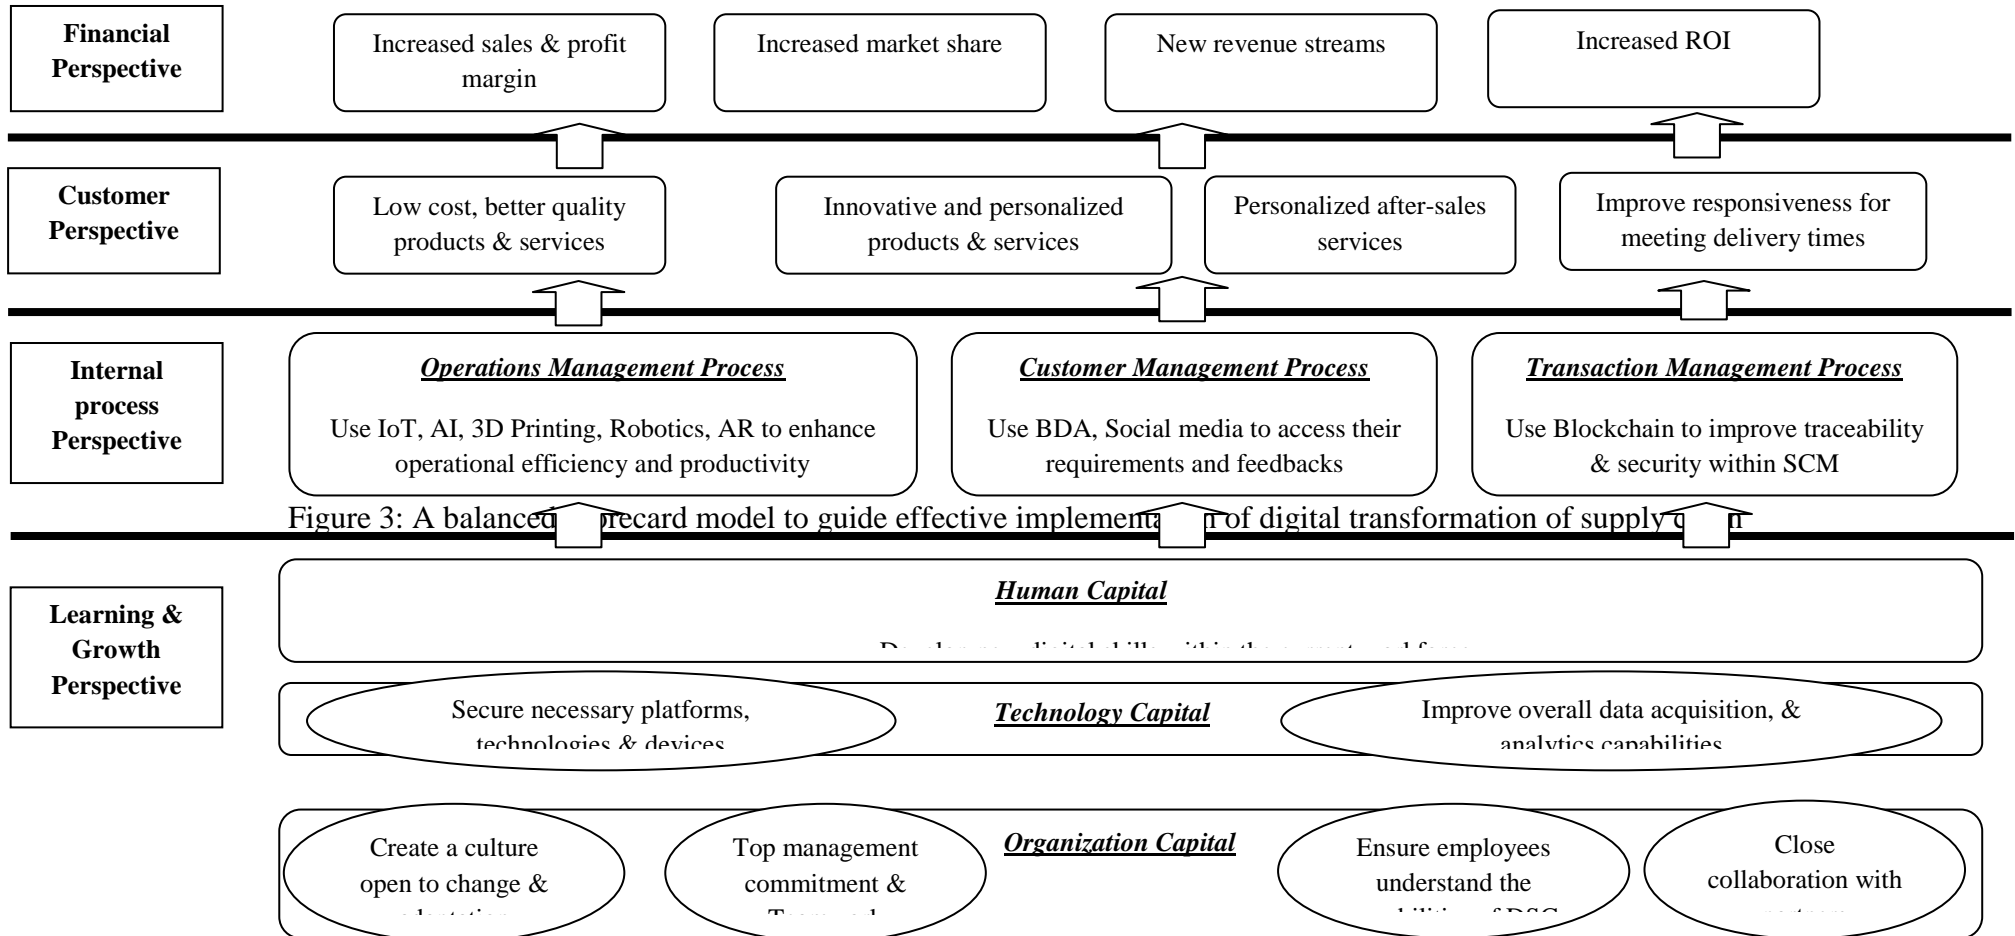 Financial
Perspective
Increased sales & profit
margin
Increased market share
New revenue streams
Increased ROI
Customer
Perspective
Low cost, better quality
products & services
Innovative and personalized
products & services
Personalized after-sales
services
Improve responsiveness for
meeting delivery times
Internal
process
Perspective
Operations Management Process
Use IoT, AI, 3D Printing, Robotics, AR to enhance
operational efficiency and productivity
Customer Management Process
Use BDA, Social media to access their
requirements and feedbacks
Transaction Management Process
Use Blockchain to improve traceability
& security within SCM
Figure 3: A balanced model to guide effective of digital transformation of supply
Learning &
Growth
Perspective
Human Capital
Secure necessary platforms,
technologies & devices
Technology Capital
Improve overall data acquisition, &
analytics capabilities
Create a culture
open to change &
Top management
commitment &
Organization Capital
Ensure employees
understand the
Close
collaboration with